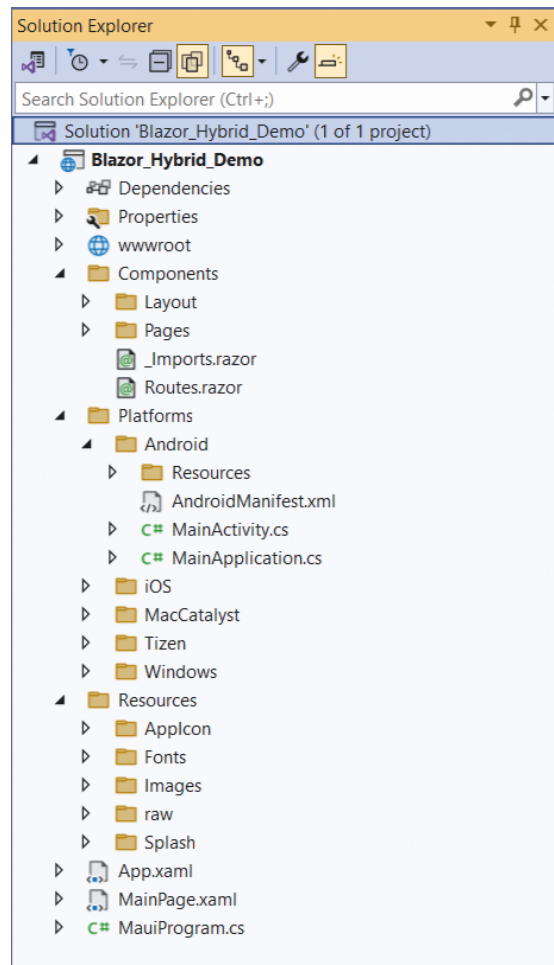 Solution Explorer
Search Solution Explorer (Ctrl+;)
Solution 'Blazor_Hybrid_Demo' (1 of 1 project)
Blazor_Hybrid_Demo
Dependencies
Properties
wwwroot
Components
Layout
Pages
_Imports.razor
Routes.razor
Platforms
Android
Resources
AndroidManifest.xml
C# MainActivity.cs
C# MainApplication.cs
iOS
MacCatalyst
Tizen
Windows
Resources
AppIcon
Fonts
Images
raw
Splash
App.xaml
MainPage.xaml
C# MauiProgram.cs